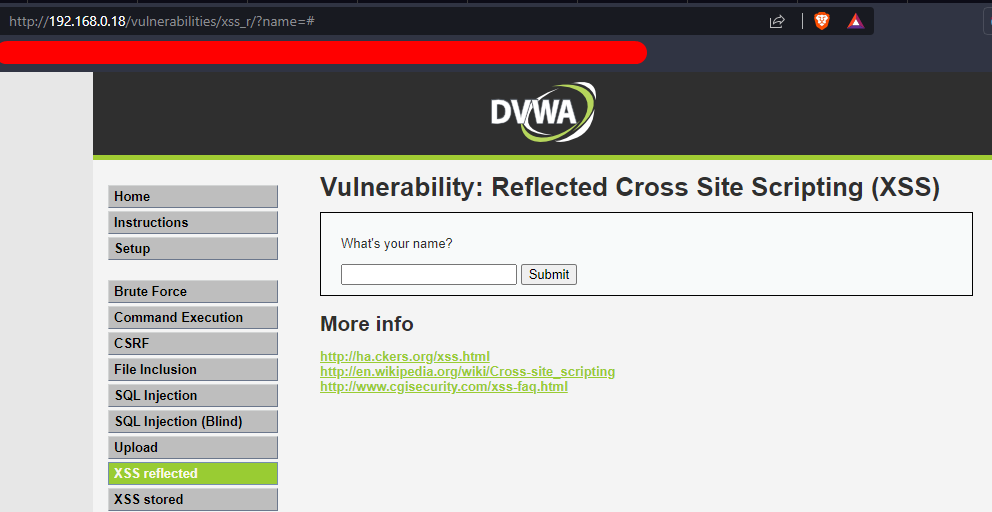 http://192.168.0.18/vulnerabilities/xss_r/?name=#
DVWA
Home
Instructions
Setup
Brute Force
Command Execution
CSRF
File Inclusion
SQL Injection
SQL Injection (Blind)
Upload
XSS reflected
XSS stored
Vulnerability: Reflected Cross Site Scripting (XSS)
What's your name?
Submit
More info
http://ha.ckers.org/xss.html
http://en.wikipedia.org/wiki/Cross-site_scripting
http://www.cgisecurity.com/xss-faq.html